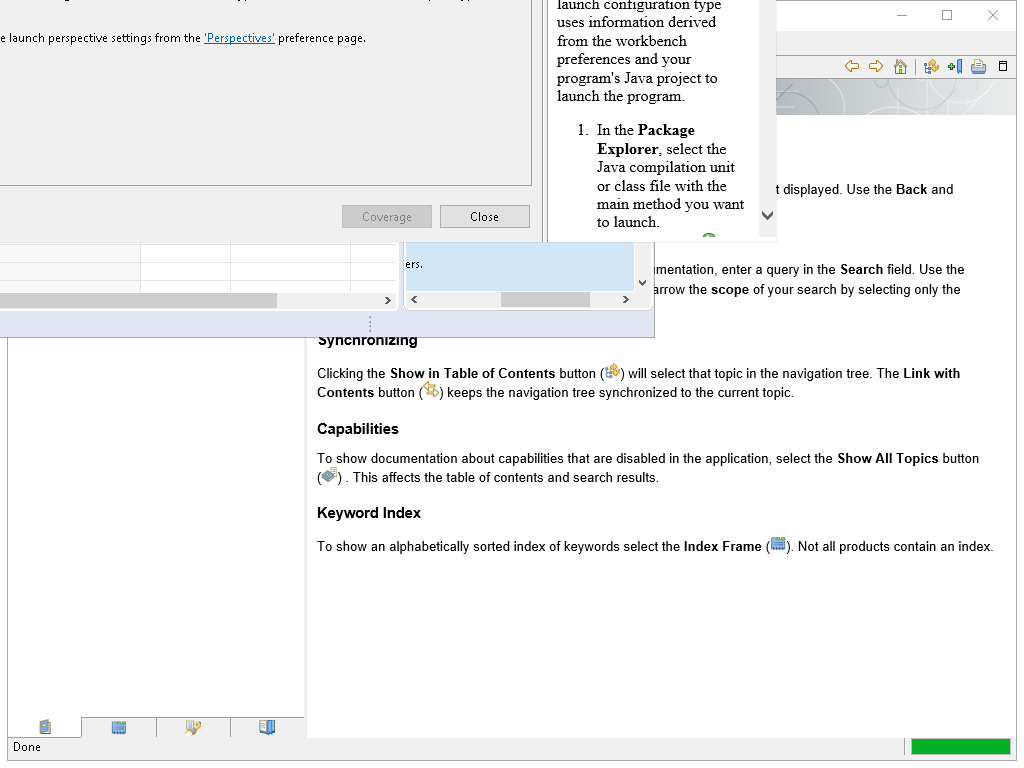 launch configuration type
uses information derived
from the workbench
preferences and your
program's Java project to
launch the program.
1. In the Package
Explorer, select the
Java compilation unit
or class file with the
main method you want
to launch.
e launch perspective settings from the 'Perspectives' preference page.
Coverage
Close
ers.
t displayed. Use the Back and
mentation, enter a query in the Search field. Use the
arrow the scope of your search by selecting only the
Synchronizing
Clicking the Show in Table of Contents button ( ) will select that topic in the navigation tree. The Link with
Contents button ( ) keeps the navigation tree synchronized to the current topic.
Capabilities
To show documentation about capabilities that are disabled in the application, select the Show All Topics button
( ) . This affects the table of contents and search results.
Keyword Index
To show an alphabetically sorted index of keywords select the Index Frame ( ). Not all products contain an index.
Done